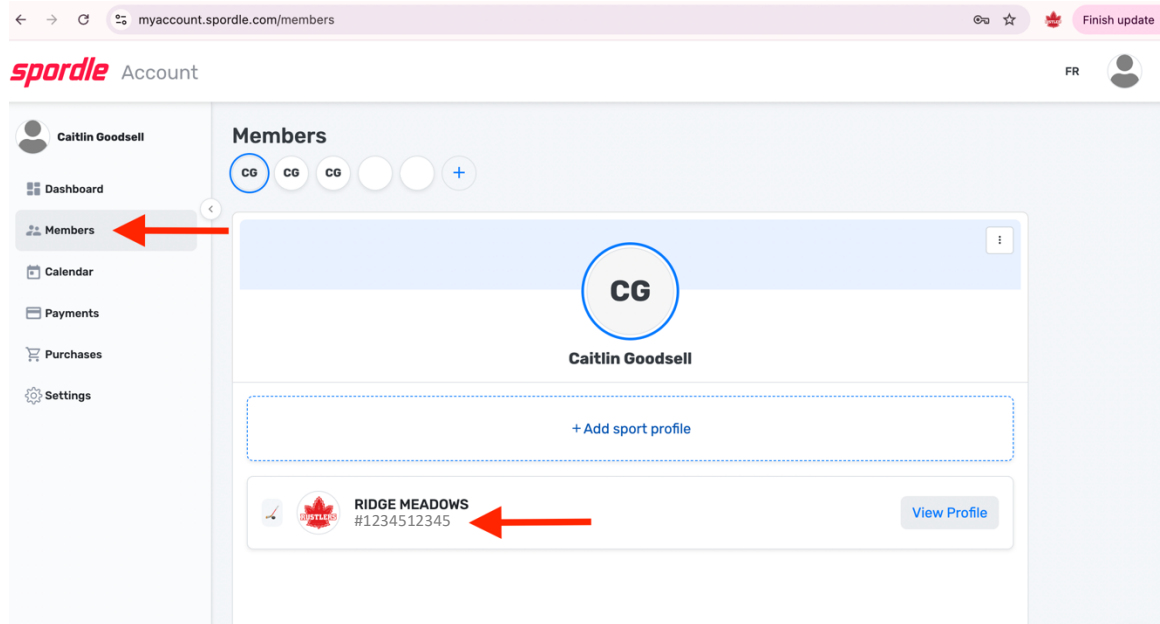 myaccount.spordle.com/members
Finish update
spordle Account
FR
Caitlin Goodsell
Dashboard
Members
Calendar
Payments
Purchases
Settings
Members
CG CG CG +
CG
Caitlin Goodsell
+ Add sport profile
RUSTLERS
RIDGE MEADOWS
#1234512345
View Profile